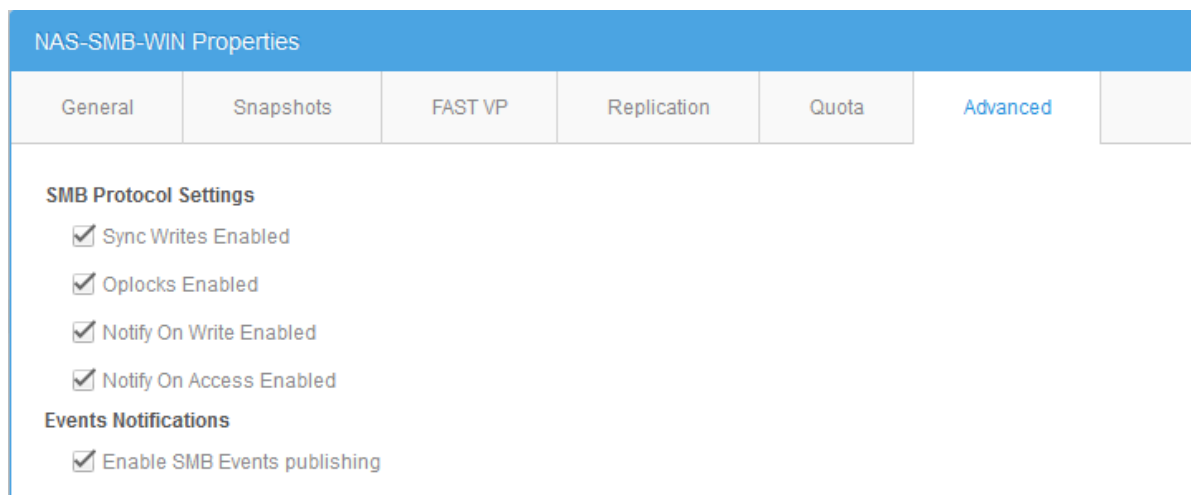 NAS-SMB-WIN Properties
General Snapshots FAST VP Replication Quota Advanced
SMB Protocol Settings
Sync Writes Enabled
Oplocks Enabled
Notify On Write Enabled
Notify On Access Enabled
Events Notifications
Enable SMB Events publishing